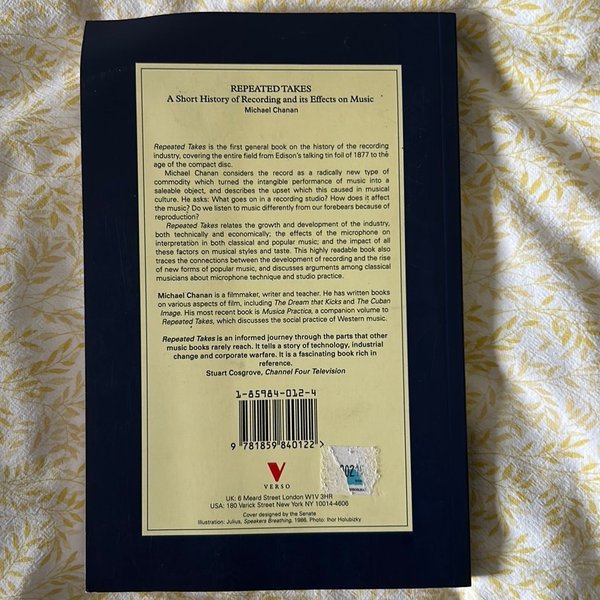 REPEATED TAKES
A Short History of Recording and its Effects on Music
Michael Chanan
Repeated Takes is the first general book on the history of the recording
industry, covering the entire field from Edison's talking tin foil of 1877 to the
age of the compact disc.
Michael Chanan considers the record as a radically new type of
commodity which turned the intangible performance of music into a
saleable object, and describes the upset which this caused in musical
culture. He asks: What goes on in a recording studio? How does it affect
the music? Do we listen to music differently from our forebears because of
reproduction?
Repeated Takes relates the growth and development of the industry,
both technically and economically; the effects of the microphone on
interpretation in both classical and popular music; and the impact of all
these factors on musical styles and taste. This highly readable book also
traces the connections between the development of recording and the rise
of new forms of popular music, and discusses arguments among classical
musicians about microphone technique and studio practice.
Michael Chanan is a filmmaker, writer and teacher. He has written books
on various aspects of film, including The Dream that Kicks and The Cuban
Image. His most recent book is Musica Practica, a companion volume to
Repeated Takes, which discusses the social practice of Western music.
Repeated Takes is an informed journey through the parts that other
music books rarely reach. It tells a story of technology, industrial
change and corporate warfare. It is a fascinating book rich in
reference.
Stuart Cosgrove, Channel Four Television
1-85984-012-4
9 781859 840122 >
VERSO
UK: 6 Meard Street London W1V 3HR
USA: 180 Varick Street New York NY 10014-4606
Cover designed by the Senate
Illustration: Julius, Speakers Breathing, 1986. Photo: Ihor Holubizky